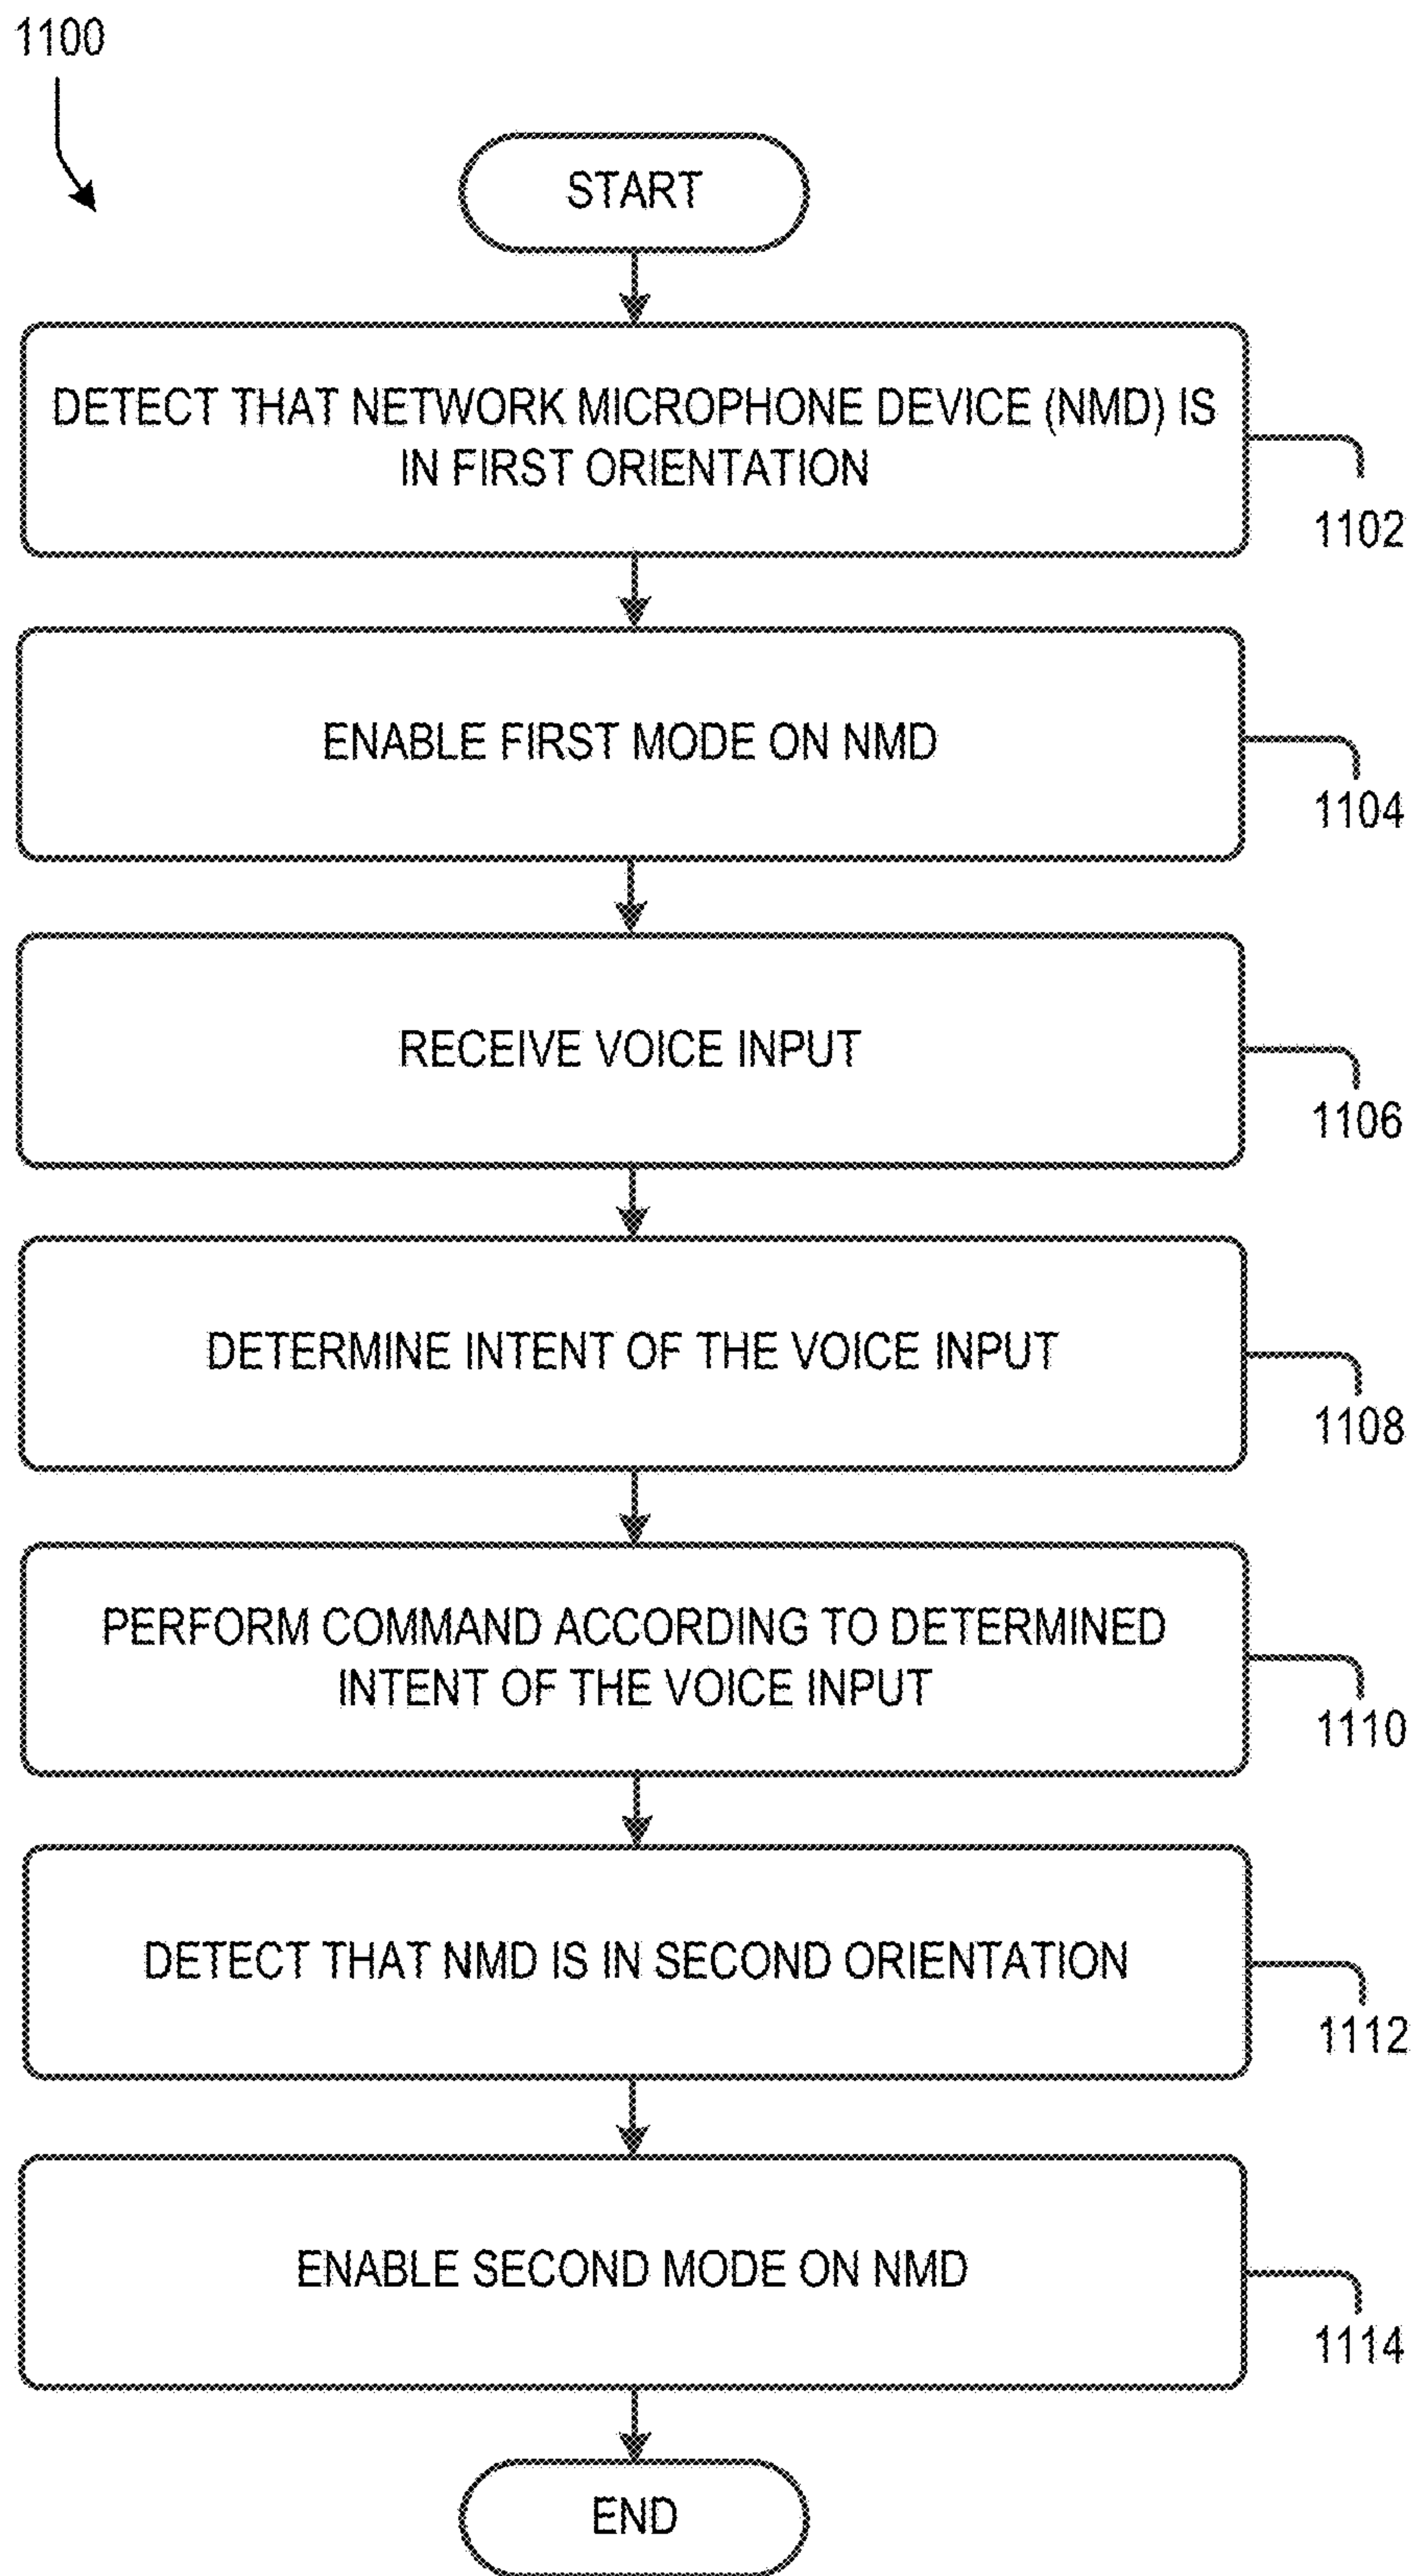 1100
START
DETECT THAT NETWORK MICROPHONE DEVICE (NMD) IS
IN FIRST ORIENTATION
1102
ENABLE FIRST MODE ON NMD
1104
RECEIVE VOICE INPUT
1106
DETERMINE INTENT OF THE VOICE INPUT
1108
PERFORM COMMAND ACCORDING TO DETERMINED
INTENT OF THE VOICE INPUT
1110
DETECT THAT NMD IS IN SECOND ORIENTATION
1112
ENABLE SECOND MODE ON NMD
1114
END